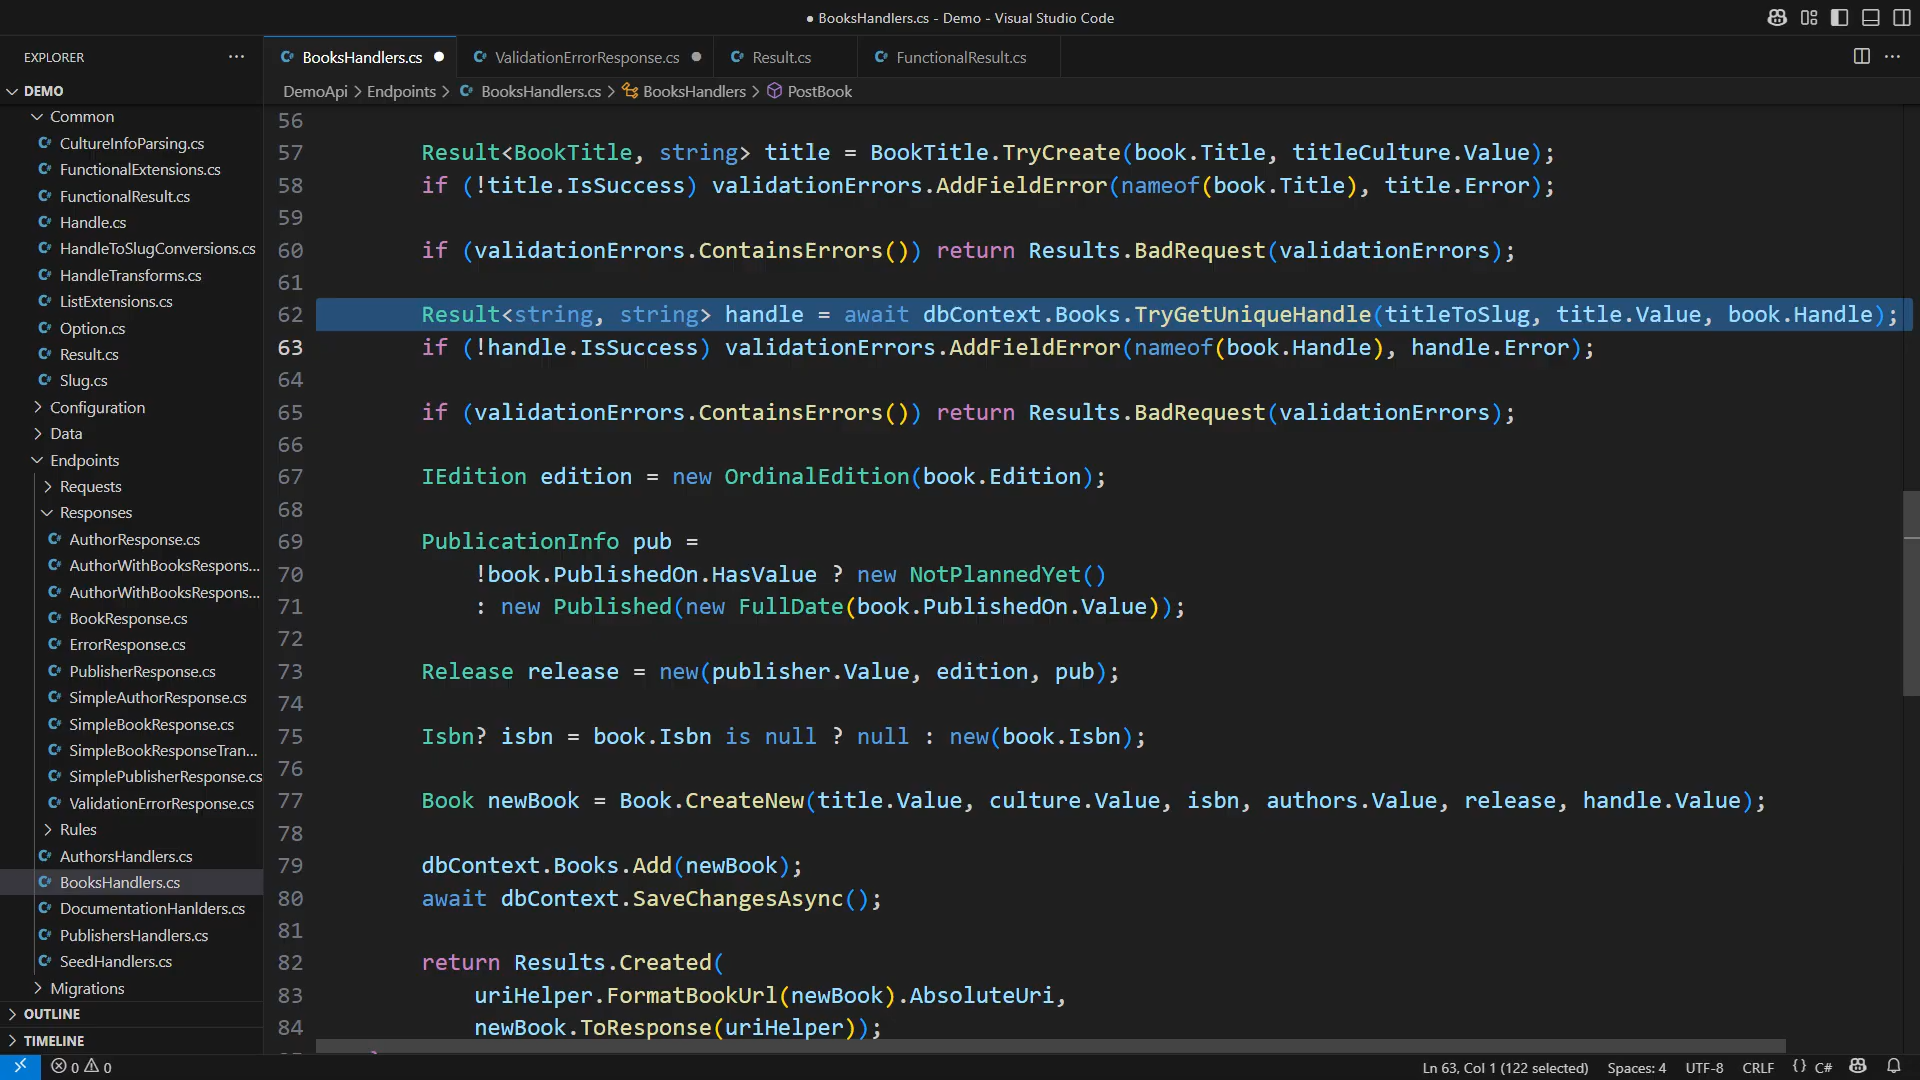 ● BooksHandlers.cs - Demo - Visual Studio Code
EXPLORER
BooksHandlers.cs
ValidationErrorResponse.cs
Result.cs
FunctionalResult.cs
DEMO
DemoApi > Endpoints > BooksHandlers.cs > BooksHandlers > PostBook
Common
CultureInfoParsing.cs
FunctionalExtensions.cs
FunctionalResult.cs
Handle.cs
HandleToSlugConversions.cs
HandleTransforms.cs
ListExtensions.cs
Option.cs
Result.cs
Slug.cs
Configuration
Data
Endpoints
Requests
Responses
AuthorResponse.cs
AuthorWithBooksRespons...
AuthorWithBooksRespons...
BookResponse.cs
ErrorResponse.cs
PublisherResponse.cs
SimpleAuthorResponse.cs
SimpleBookResponse.cs
SimpleBookResponseTran...
SimplePublisherResponse.cs
ValidationErrorResponse.cs
Rules
AuthorsHandlers.cs
BooksHandlers.cs
DocumentationHanlders.cs
PublishersHandlers.cs
SeedHandlers.cs
Migrations
OUTLINE
TIMELINE
56
57 Result<BookTitle, string> title = BookTitle.TryCreate(book.Title, titleCulture.Value);
58 if (!title.IsSuccess) validationErrors.AddFieldError(nameof(book.Title), title.Error);
59
60 if (validationErrors.ContainsErrors()) return Results.BadRequest(validationErrors);
61
62 Result<string, string> handle = await dbContext.Books.TryGetUniqueHandle(titleToSlug, title.Value, book.Handle);
63 if (!handle.IsSuccess) validationErrors.AddFieldError(nameof(book.Handle), handle.Error);
64
65 if (validationErrors.ContainsErrors()) return Results.BadRequest(validationErrors);
66
67 IEdition edition = new OrdinalEdition(book.Edition);
68
69 PublicationInfo pub =
70 !book.PublishedOn.HasValue ? new NotPlannedYet()
71 : new Published(new FullDate(book.PublishedOn.Value));
72
73 Release release = new(publisher.Value, edition, pub);
74
75 Isbn? isbn = book.Isbn is null ? null : new(book.Isbn);
76
77 Book newBook = Book.CreateNew(title.Value, culture.Value, isbn, authors.Value, release, handle.Value);
78
79 dbContext.Books.Add(newBook);
80 await dbContext.SaveChangesAsync();
81
82 return Results.Created(
83 uriHelper.FormatBookUrl(newBook).AbsoluteUri,
84 newBook.ToResponse(uriHelper));
0 0
Ln 63, Col 1 (122 selected) Spaces: 4 UTF-8 CRLF {} C#